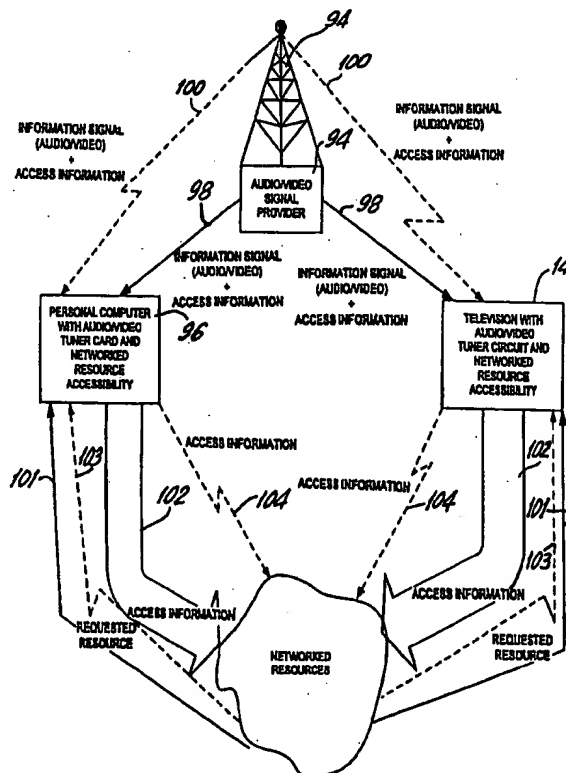 94
100
100
INFORMATION SIGNAL
(AUDIO/VIDEO)
+
ACCESS INFORMATION
INFORMATION SIGNAL
(AUDIO/VIDEO)
+
ACCESS INFORMATION
94
AUDIO/VIDEO
SIGNAL
PROVIDER
98
98
INFORMATION SIGNAL
(AUDIO/VIDEO)
+
ACCESS INFORMATION
INFORMATION SIGNAL
(AUDIO/VIDEO)
+
ACCESS INFORMATION
14
PERSONAL COMPUTER
WITH AUDIO/VIDEO
TUNER CARD AND
NETWORKED
RESOURCE
ACCESSIBILITY
96
TELEVISION WITH
AUDIO/VIDEO
TUNER CIRCUIT AND
NETWORKED
RESOURCE
ACCESSIBILITY
101
103
102
ACCESS INFORMATION
104
ACCESS INFORMATION
104
102
101
103
ACCESS INFORMATION
REQUESTED
RESOURCE
NETWORKED
RESOURCES
ACCESS INFORMATION
REQUESTED
RESOURCE